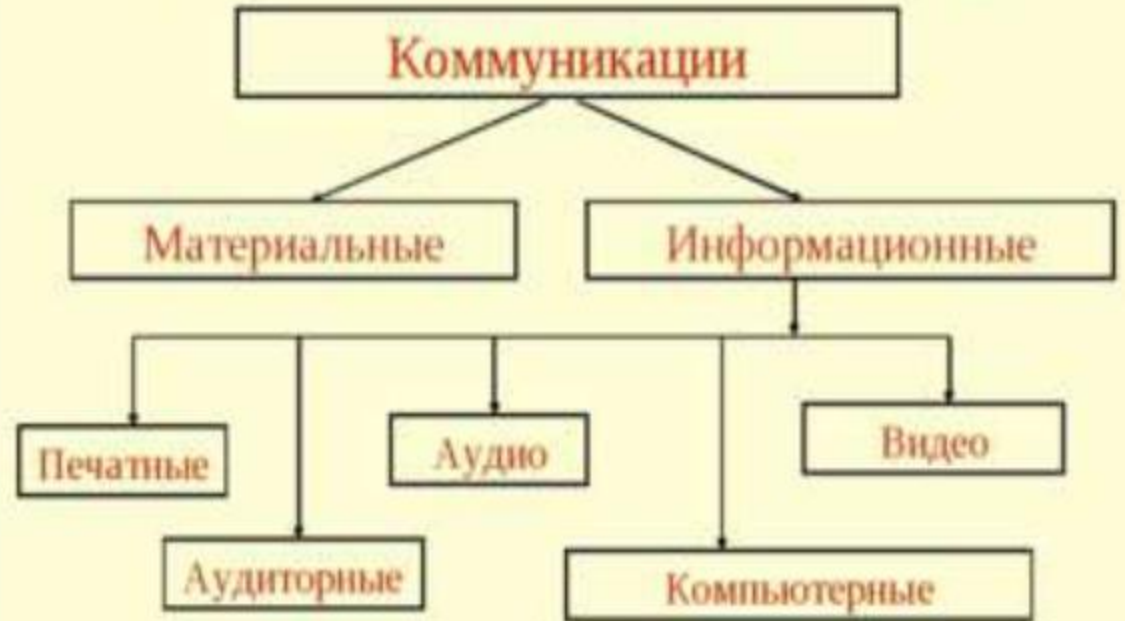 Коммуникации
Материальные
Информационные
Печатные
Аудио
Видео
Аудиторные
Компьютерные